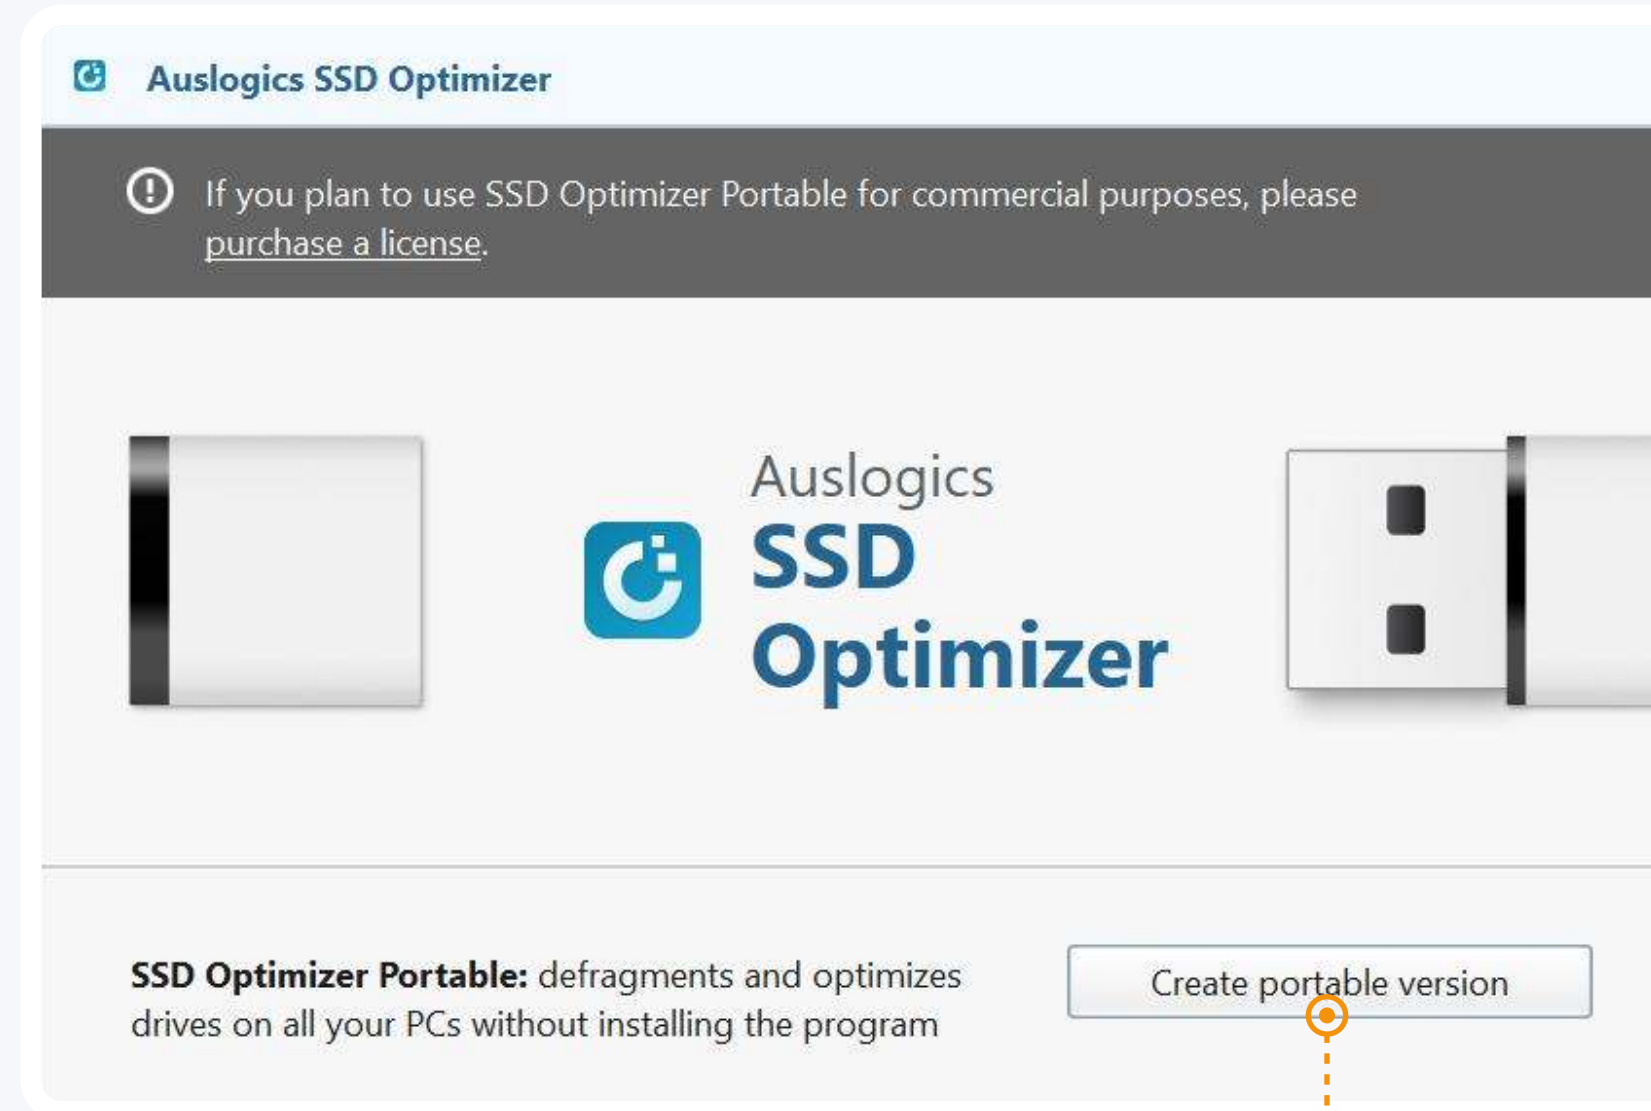 Auslogics SSD Optimizer
If you plan to use SSD Optimizer Portable for commercial purposes, please
purchase a license.
Auslogics
SSD
Optimizer
SSD Optimizer Portable: defragments and optimizes
drives on all your PCs without installing the program
Create portable version